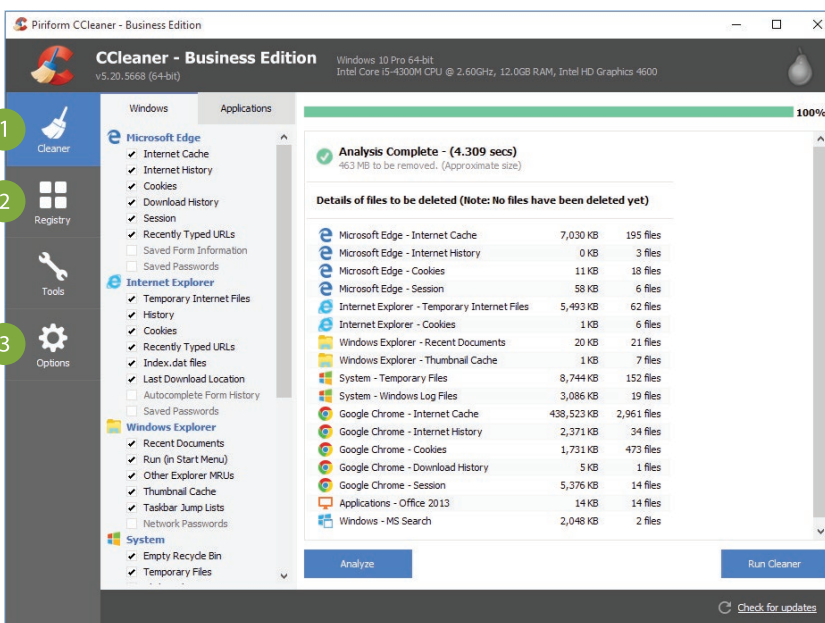 Piriform CCleaner - Business Edition
CCleaner - Business Edition
v5.20.5668 (64-bit)
Windows 10 Pro 64-bit
Intel Core i5-4300M CPU @ 2.60GHz, 12.0GB RAM, Intel HD Graphics 4600
1
Cleaner
2
Registry
Tools
3
Options
Windows
Applications
Microsoft Edge
Internet Cache
Internet History
Cookies
Download History
Session
Recently Typed URLs
Saved Form Information
Saved Passwords
Internet Explorer
Temporary Internet Files
History
Cookies
Recently Typed URLs
Index.dat files
Last Download Location
Autocomplete Form History
Saved Passwords
Windows Explorer
Recent Documents
Run (in Start Menu)
Other Explorer MRUs
Thumbnail Cache
Taskbar Jump Lists
Network Passwords
System
Empty Recycle Bin
Temporary Files
100%
Analysis Complete - (4.309 secs)
463 MB to be removed. (Approximate size)
Details of files to be deleted (Note: No files have been deleted yet)
Microsoft Edge - Internet Cache 7,030 KB 195 files
Microsoft Edge - Internet History 0 KB 3 files
Microsoft Edge - Cookies 11 KB 18 files
Microsoft Edge - Session 58 KB 6 files
Internet Explorer - Temporary Internet Files 5,493 KB 62 files
Internet Explorer - Cookies 1 KB 6 files
Windows Explorer - Recent Documents 20 KB 21 files
Windows Explorer - Thumbnail Cache 1 KB 7 files
System - Temporary Files 8,744 KB 152 files
System - Windows Log Files 3,086 KB 19 files
Google Chrome - Internet Cache 438,523 KB 2,961 files
Google Chrome - Internet History 2,371 KB 34 files
Google Chrome - Cookies 1,731 KB 473 files
Google Chrome - Download History 5 KB 1 files
Google Chrome - Session 5,376 KB 14 files
Applications - Office 2013 14 KB 14 files
Windows - MS Search 2,048 KB 2 files
Analyze
Run Cleaner
Check for updates